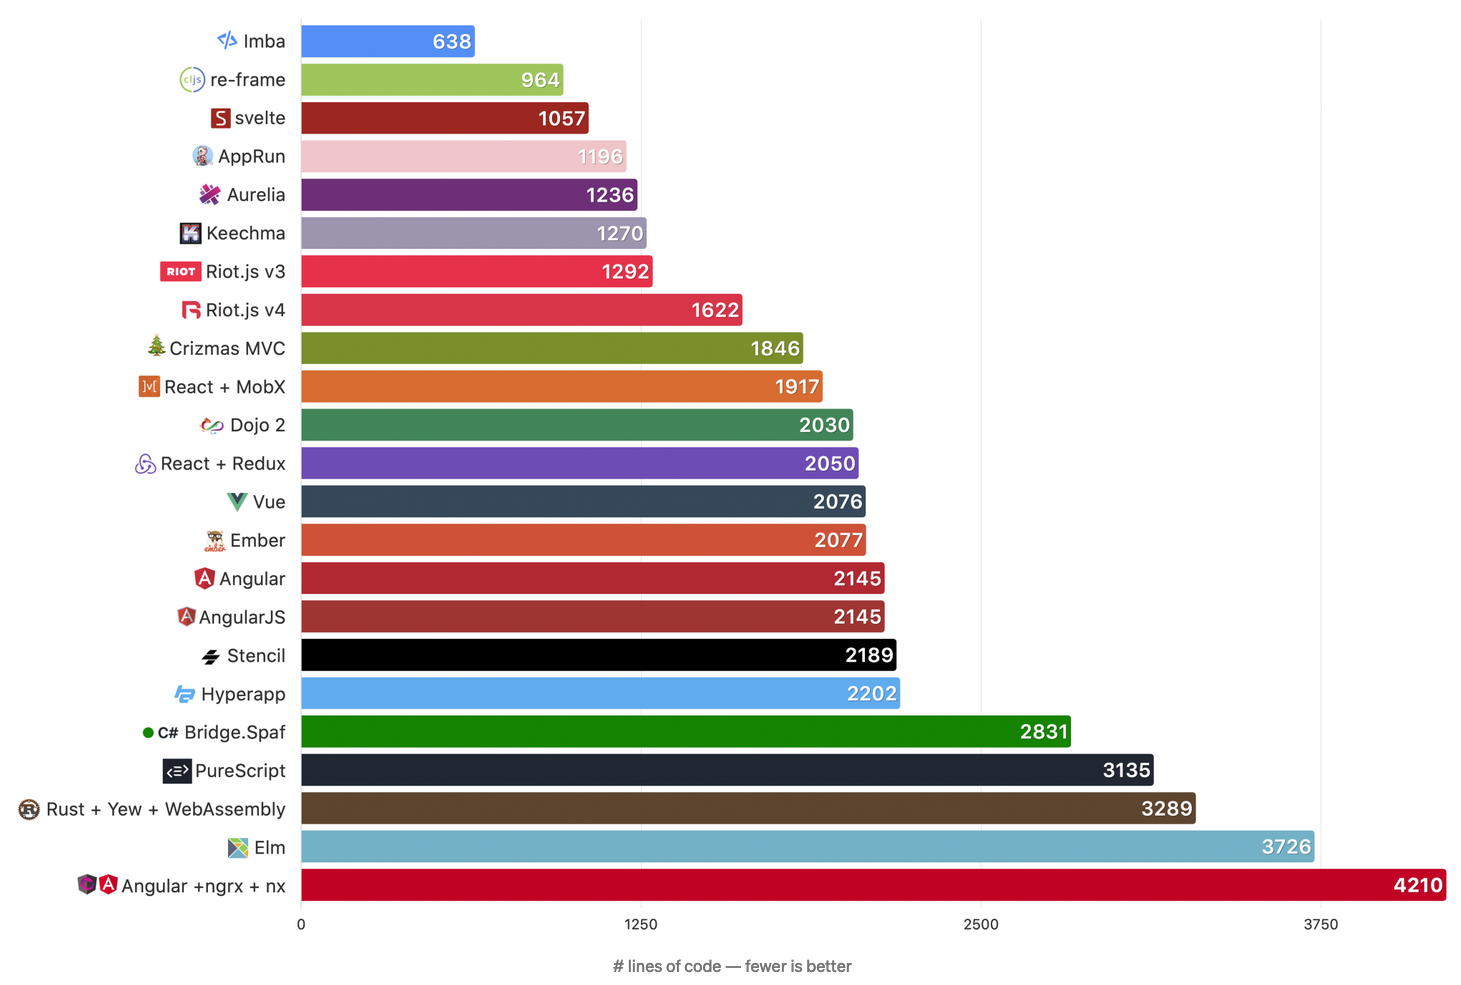 Imba 638
cljs re-frame 964
S svelte 1057
AppRun 1196
Aurelia 1236
K Keechma 1270
RIOT Riot.js v3 1292
Riot.js v4 1622
Crizmas MVC 1846
]v[ React + MobX 1917
Dojo 2 2030
React + Redux 2050
Vue 2076
ember Ember 2077
A Angular 2145
A AngularJS 2145
Stencil 2189
Hyperapp 2202
C# Bridge.Spaf 2831
PureScript 3135
R Rust + Yew + WebAssembly 3289
Elm 3726
A Angular +ngrx + nx 4210
0 1250 2500 3750
# lines of code — fewer is better